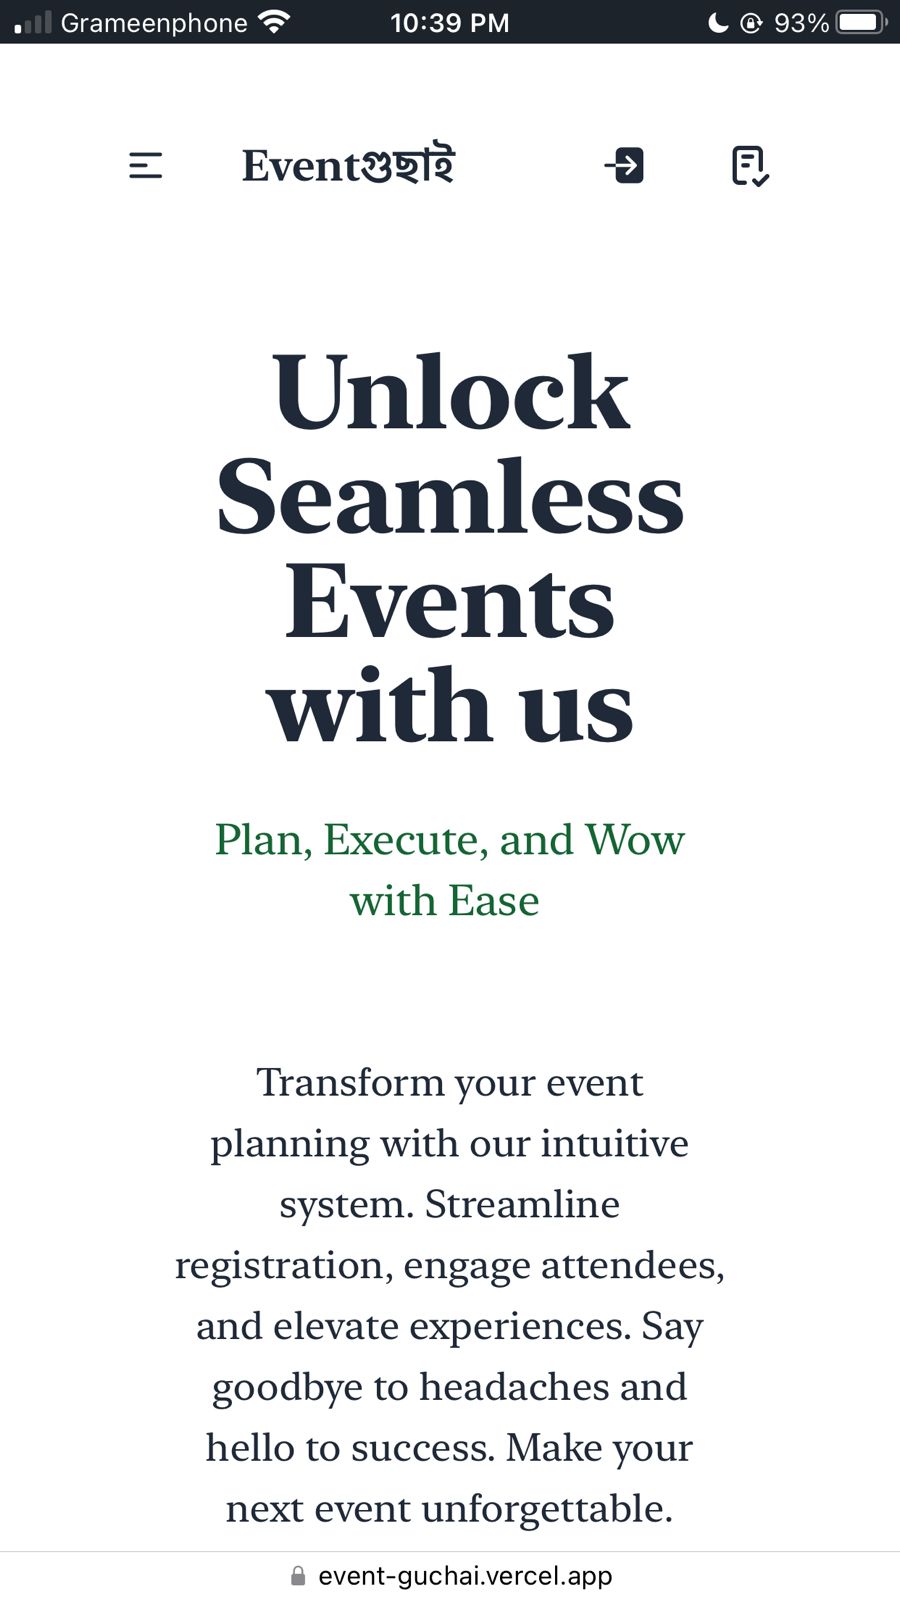 Grameenphone 10:39 PM 93%
Eventগুছাই
Unlock
Seamless
Events
with us
Plan, Execute, and Wow
with Ease
Transform your event
planning with our intuitive
system. Streamline
registration, engage attendees,
and elevate experiences. Say
goodbye to headaches and
hello to success. Make your
next event unforgettable.
event-guchai.vercel.app